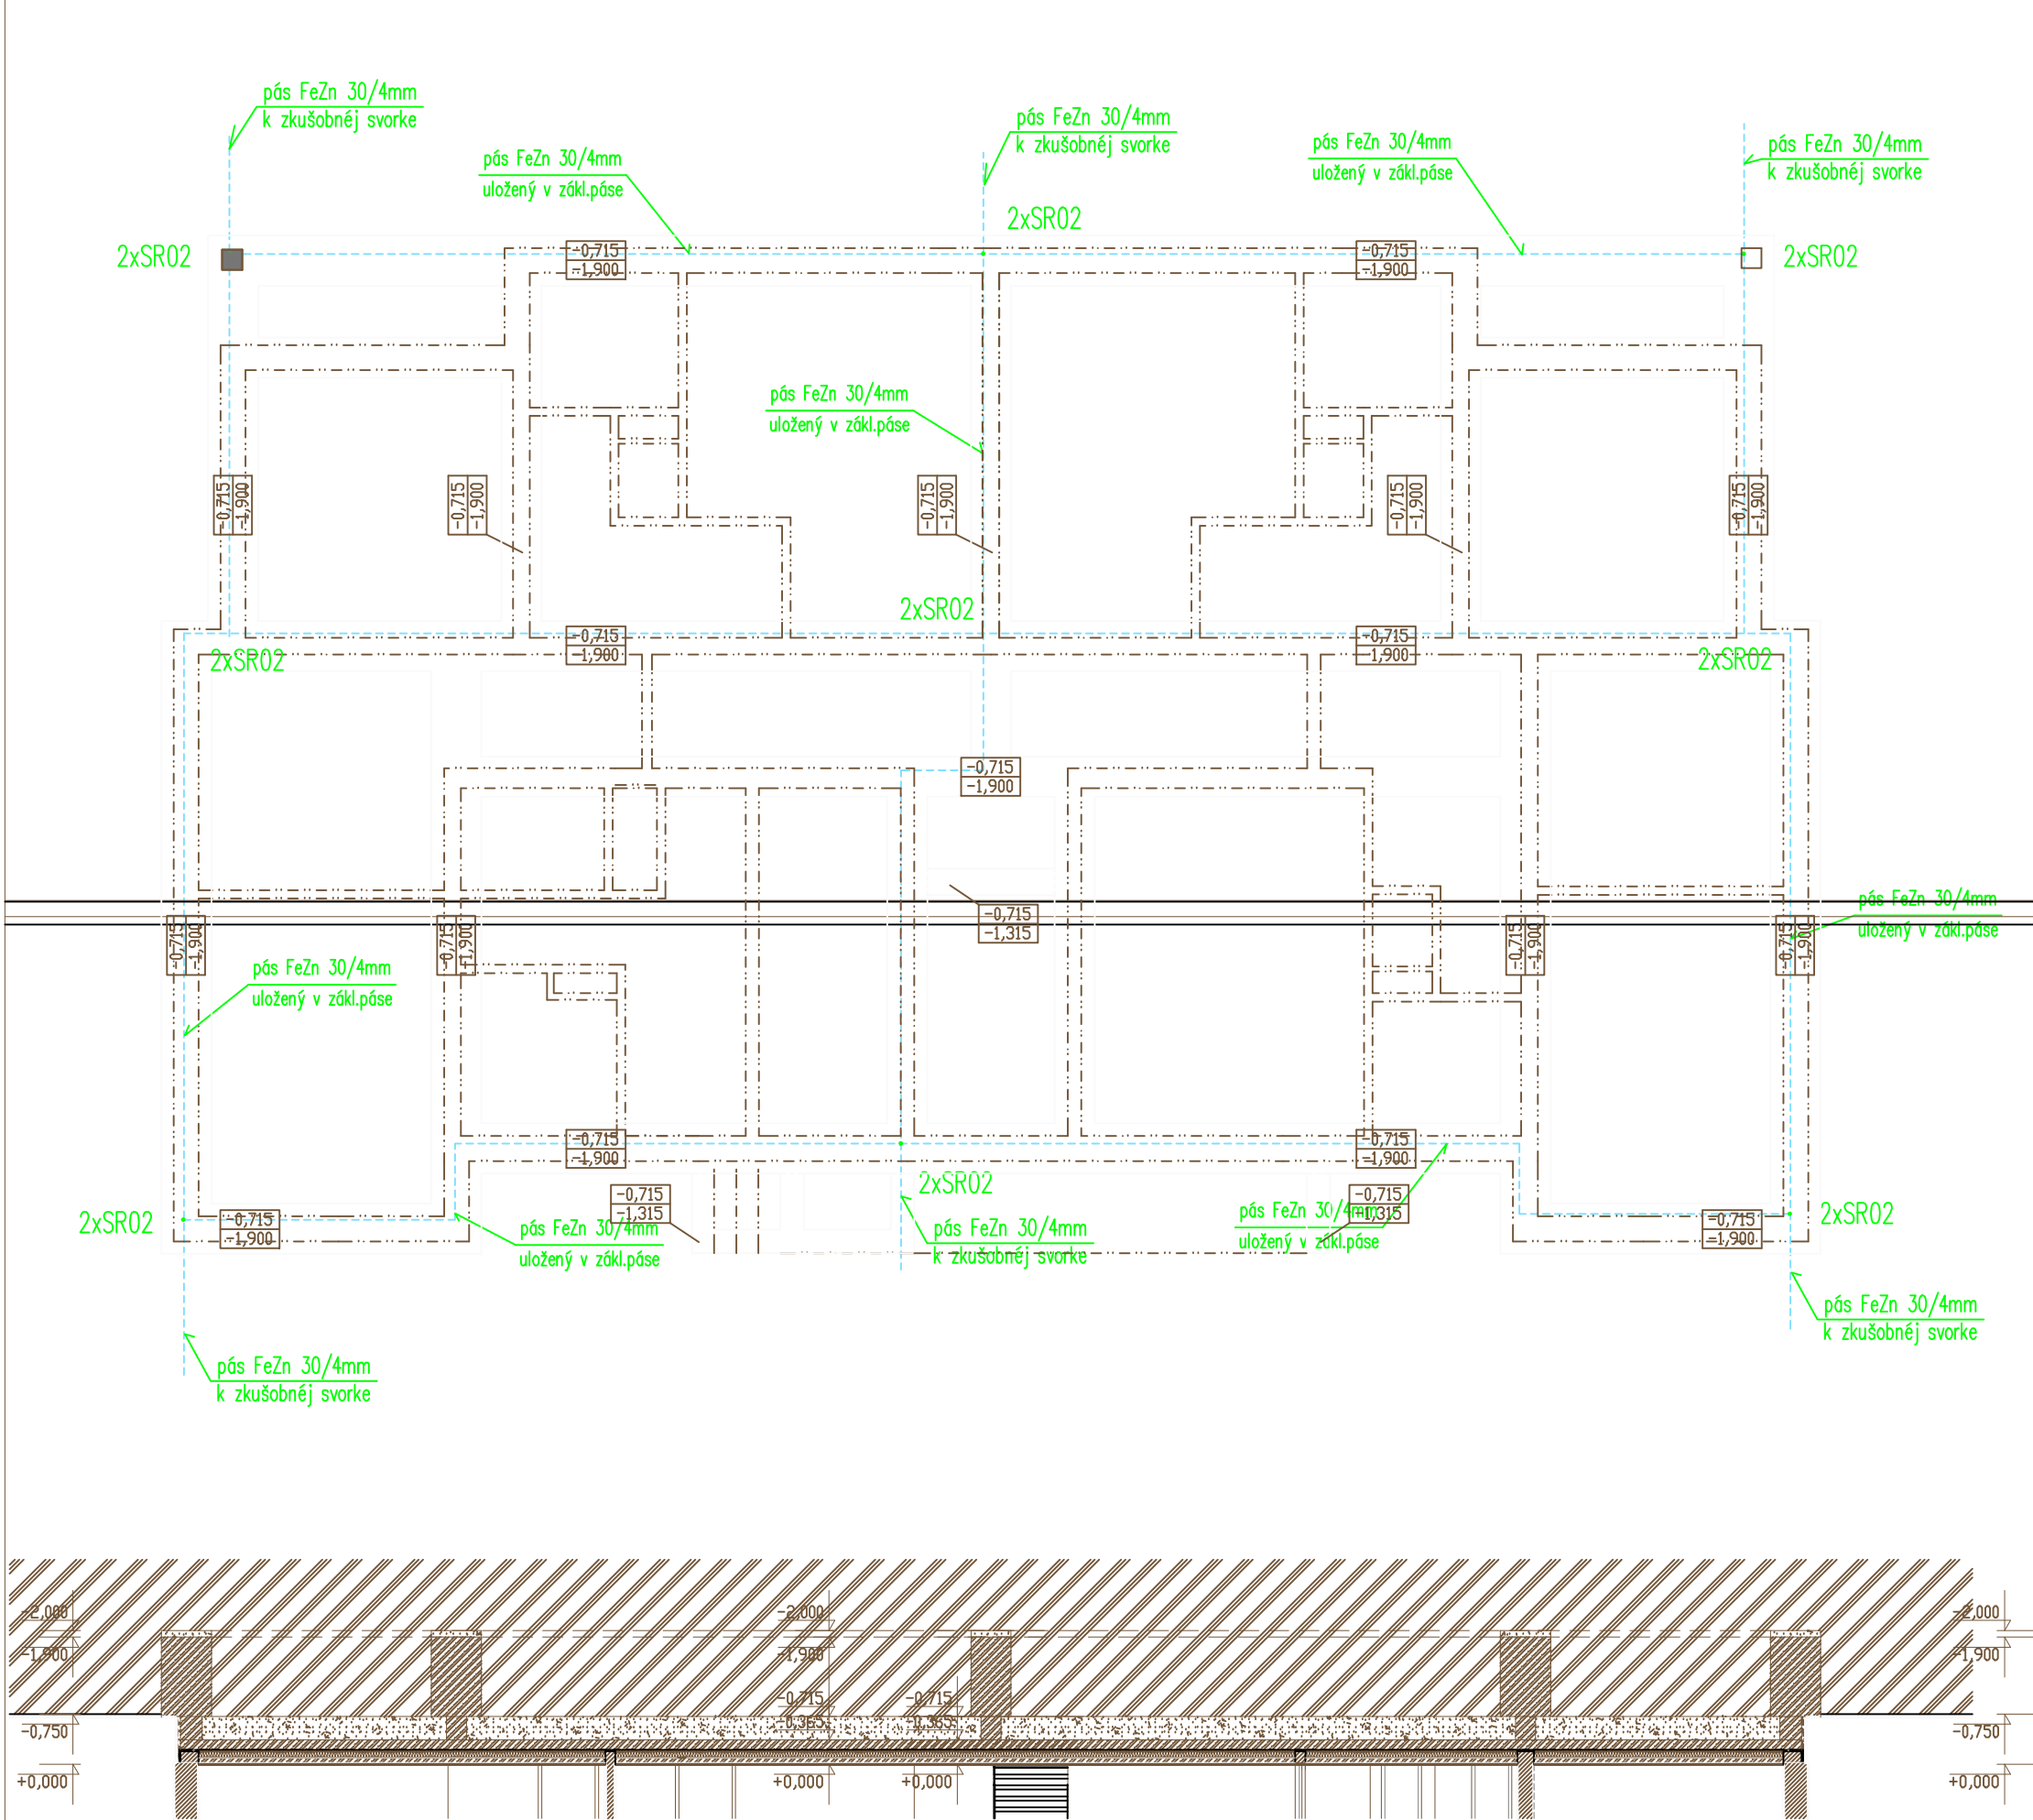 pás FeZn 30/4mm
k zkušobnéj svorke
pás FeZn 30/4mm
k zkušobnéj svorke
pás FeZn 30/4mm
uložený v zákl.páse
pás FeZn 30/4mm
uložený v zákl.páse
pás FeZn 30/4mm
k zkušobnéj svorke
2xSR02
2xSR02
2xSR02
-0,715
-1,900
-0,715
-1,900
pás FeZn 30/4mm
uložený v zákl.páse
-0,715
-1,900
-0,715
-1,900
-0,715
-1,900
-0,715
-1,900
-0,715
-1,900
2xSR02
-0,715
-1,900
-0,715
-1,900
2xSR02
2xSR02
-0,715
-1,900
-0,715
-1,315
pás FeZn 30/4mm
uložený v zákl.páse
-0,715
-1,900
-0,715
-1,900
-0,715
-1,900
-0,715
-1,900
pás FeZn 30/4mm
uložený v zákl.páse
-0,715
-1,900
-0,715
-1,900
2xSR02
-0,715
-1,315
-0,715
-1,315
2xSR02
-0,715
-1,900
pás FeZn 30/4mm
uložený v zákl.páse
pás FeZn 30/4mm
k zkušobnéj svorke
pás FeZn 30/4mm
uložený v zákl.páse
-0,715
-1,900
2xSR02
pás FeZn 30/4mm
k zkušobnéj svorke
pás FeZn 30/4mm
k zkušobnéj svorke
-2,000
-2,000
-2,000
-1,900
-1,900
-1,900
-0,715
-0,715
-0,365
-0,365
-0,750
-0,750
+0,000
+0,000
+0,000
+0,000